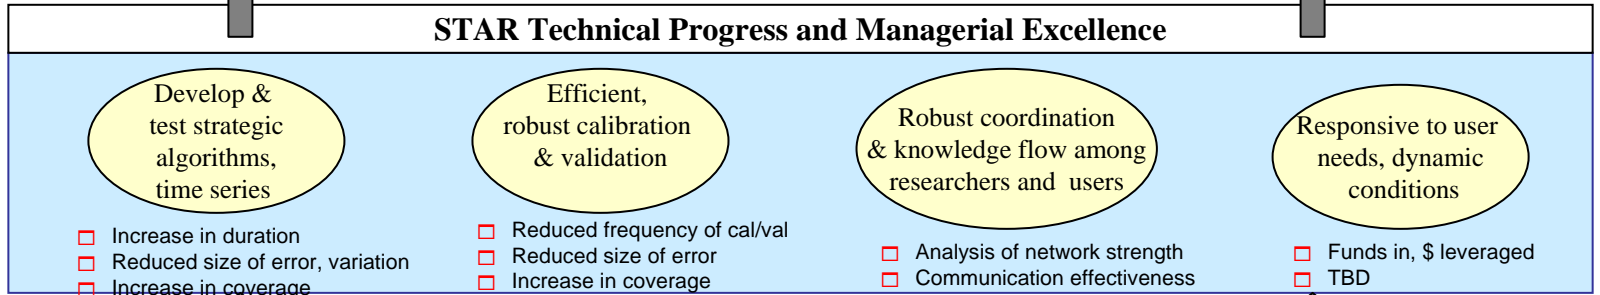 STAR Technical Progress and Managerial Excellence
Develop &
test strategic
algorithms,
time series
Increase in duration
Reduced size of error, variation
Increase in coverage
Efficient,
robust calibration
& validation
Reduced frequency of cal/val
Reduced size of error
Increase in coverage
Robust coordination
& knowledge flow among
researchers and users
Analysis of network strength
Communication effectiveness
Responsive to user
needs, dynamic
conditions
Funds in, $ leveraged
TBD